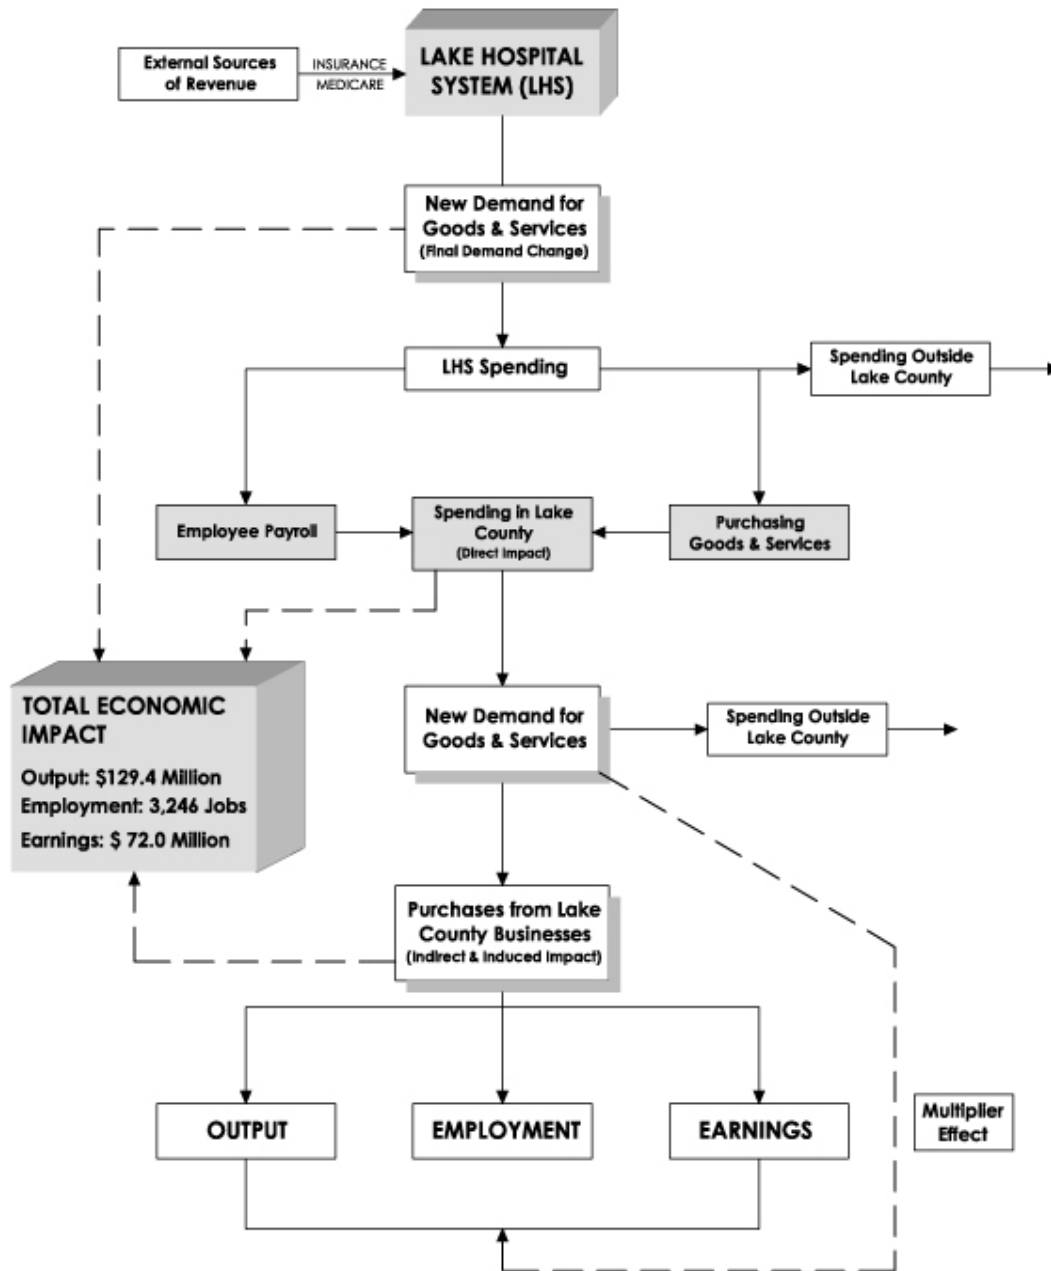 External Sources
of Revenue
INSURANCE
MEDICARE
LAKE HOSPITAL
SYSTEM (LHS)
New Demand for
Goods & Services
(Final Demand Change)
LHS Spending
Spending Outside
Lake County
Employee Payroll
Spending in Lake
County
(Direct Impact)
Purchasing
Goods & Services
TOTAL ECONOMIC
IMPACT
Output: $129.4 Million
Employment: 3,246 Jobs
Earnings: $ 72.0 Million
New Demand for
Goods & Services
Spending Outside
Lake County
Purchases from Lake
County Businesses
(Indirect & Induced Impact)
OUTPUT
EMPLOYMENT
EARNINGS
Multiplier
Effect